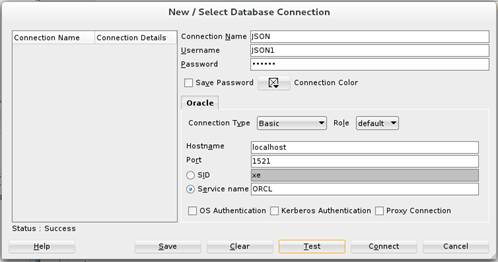 New / Select Database Connection
Connection Name Connection Details
Connection Name JSON
Username JSON1
Password ••••••
Save Password Connection Color
Oracle
Connection Type Basic Role default
Hostname localhost
Port 1521
SID xe
Service name ORCL
OS Authentication Kerberos Authentication Proxy Connection
Status : Success
Help Save Clear Test Connect Cancel